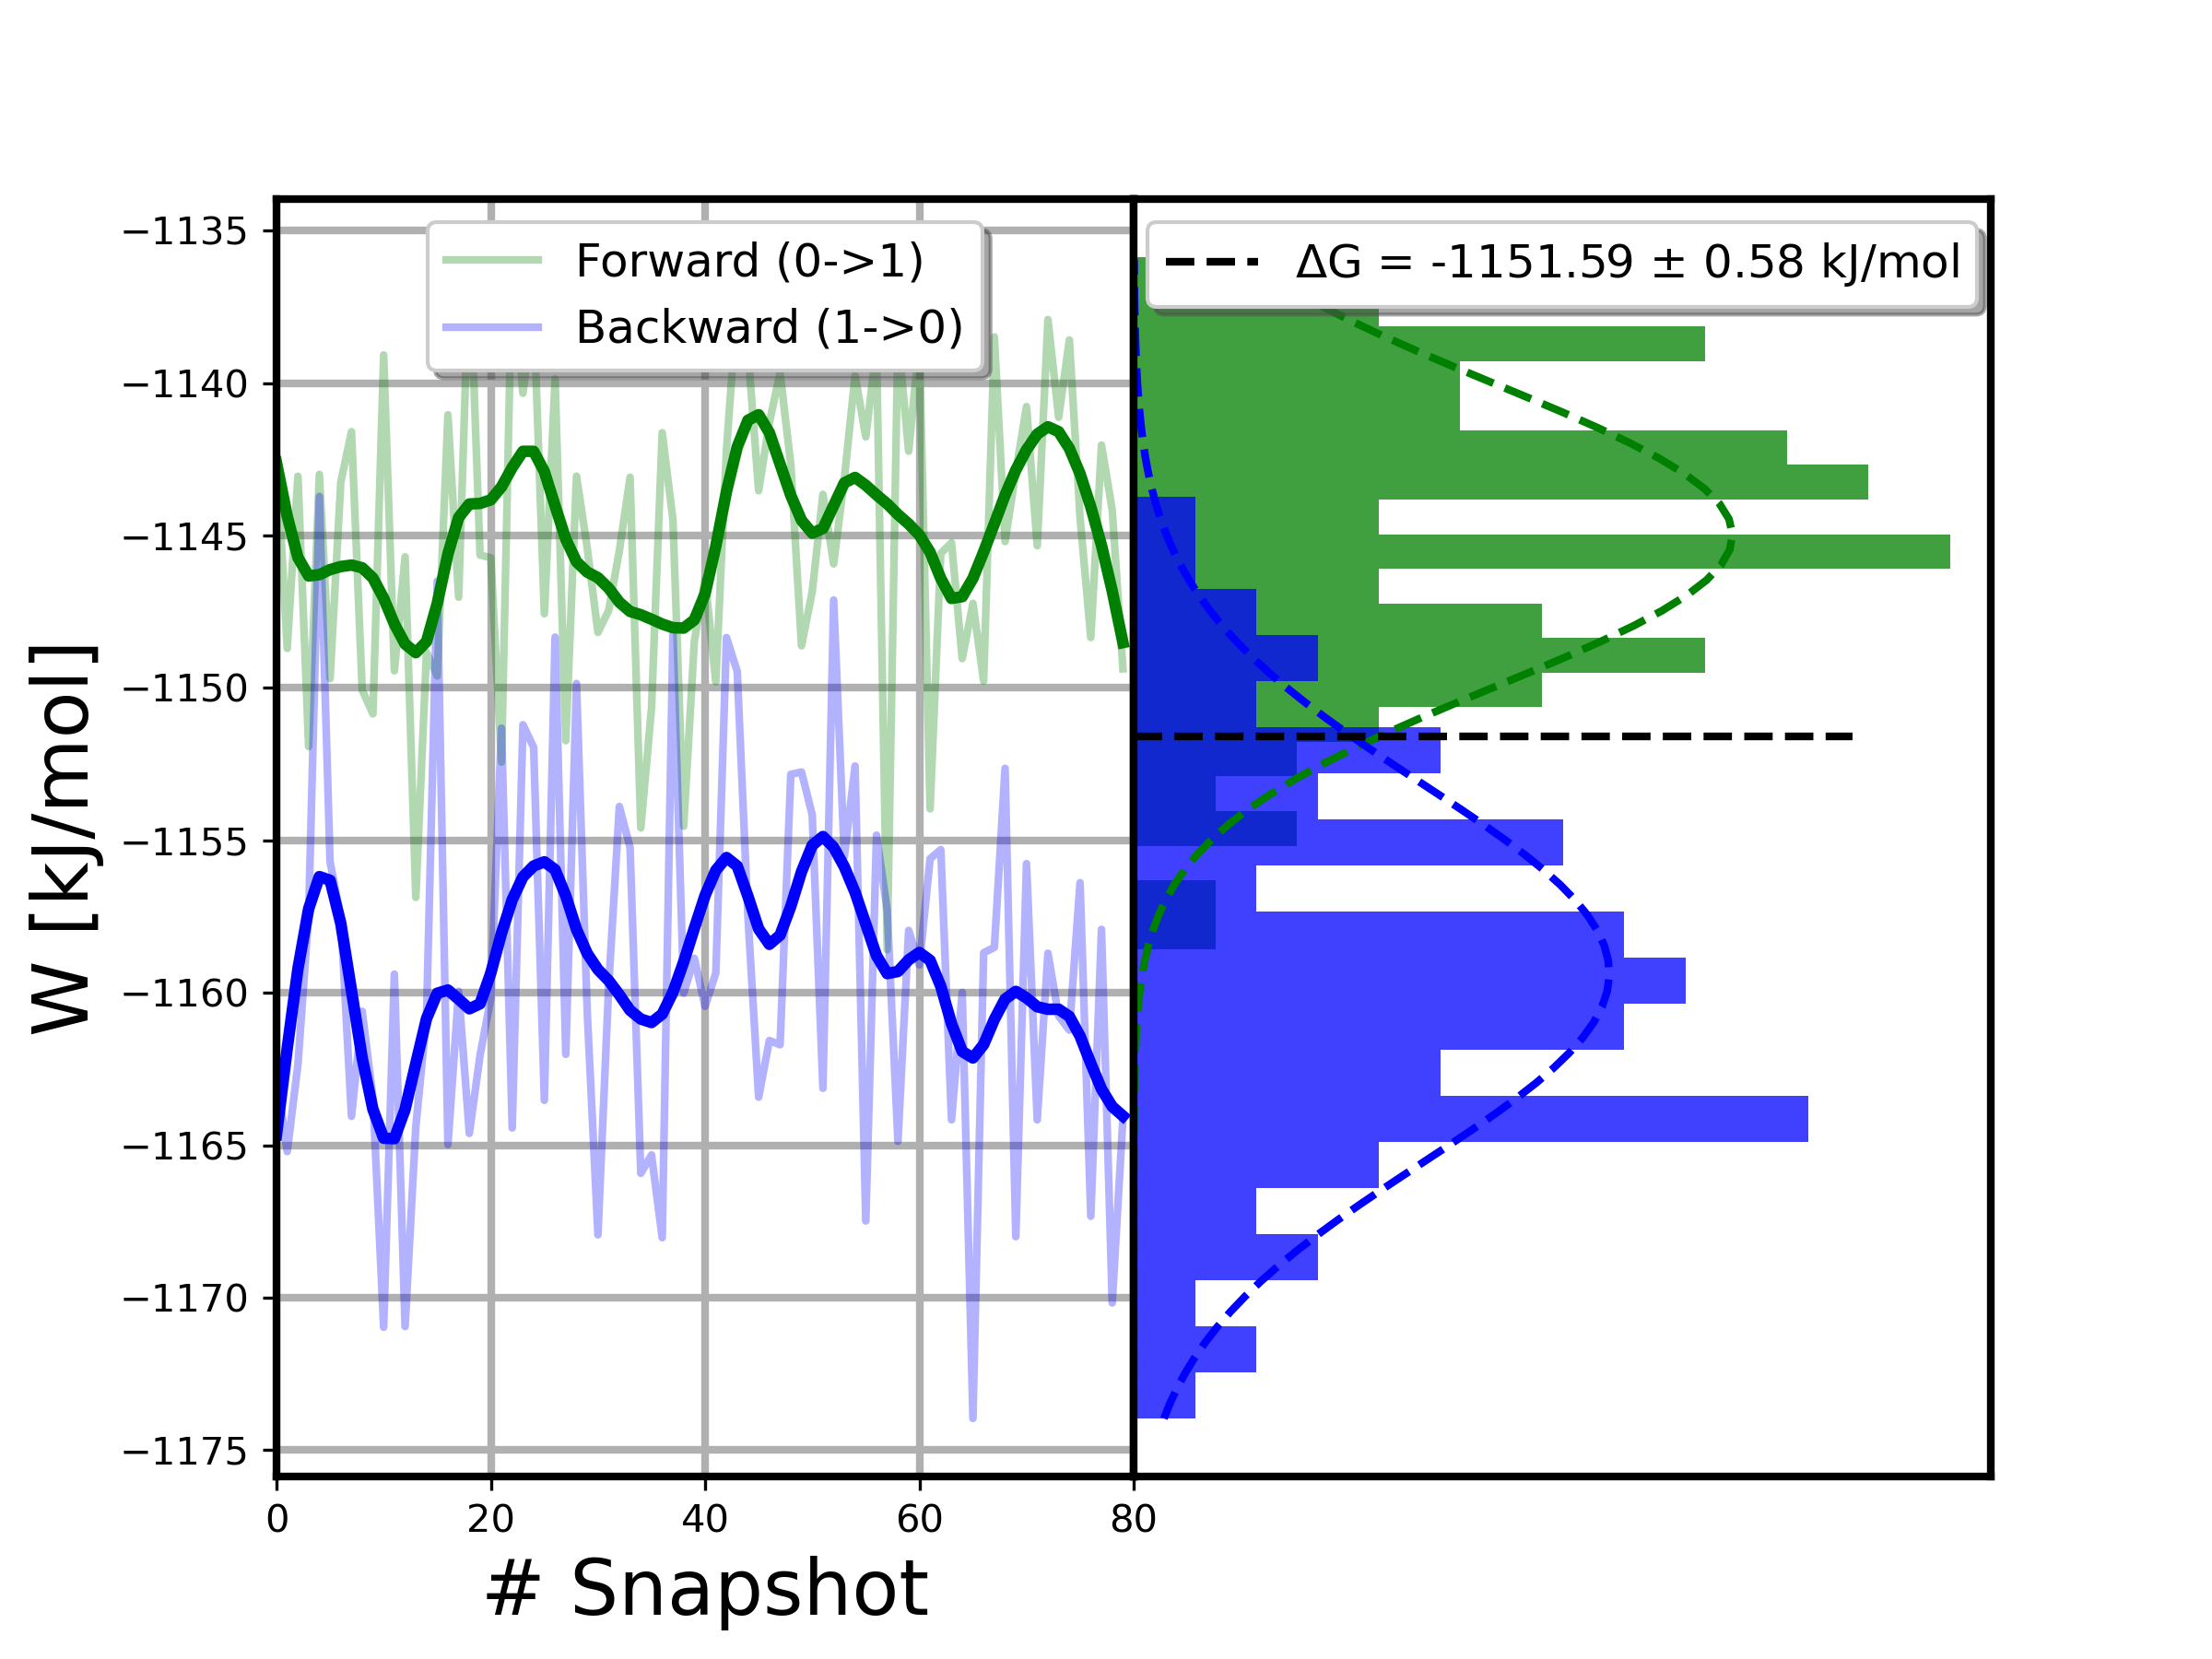 Forward (0->1)
Backward (1->0)
ΔG = -1151.59 ± 0.58 kJ/mol
W [kJ/mol]
−1135
−1140
−1145
−1150
−1155
−1160
−1165
−1170
−1175
0 20 40 60 80
# Snapshot